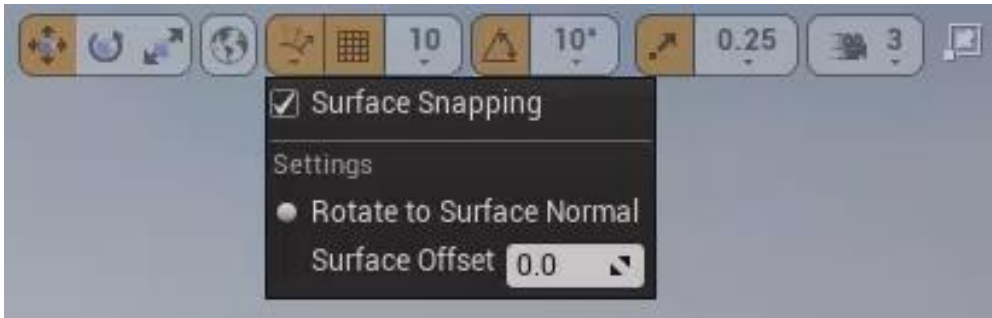 10 10° 0.25 3
Surface Snapping
Settings
Rotate to Surface Normal
Surface Offset 0.0